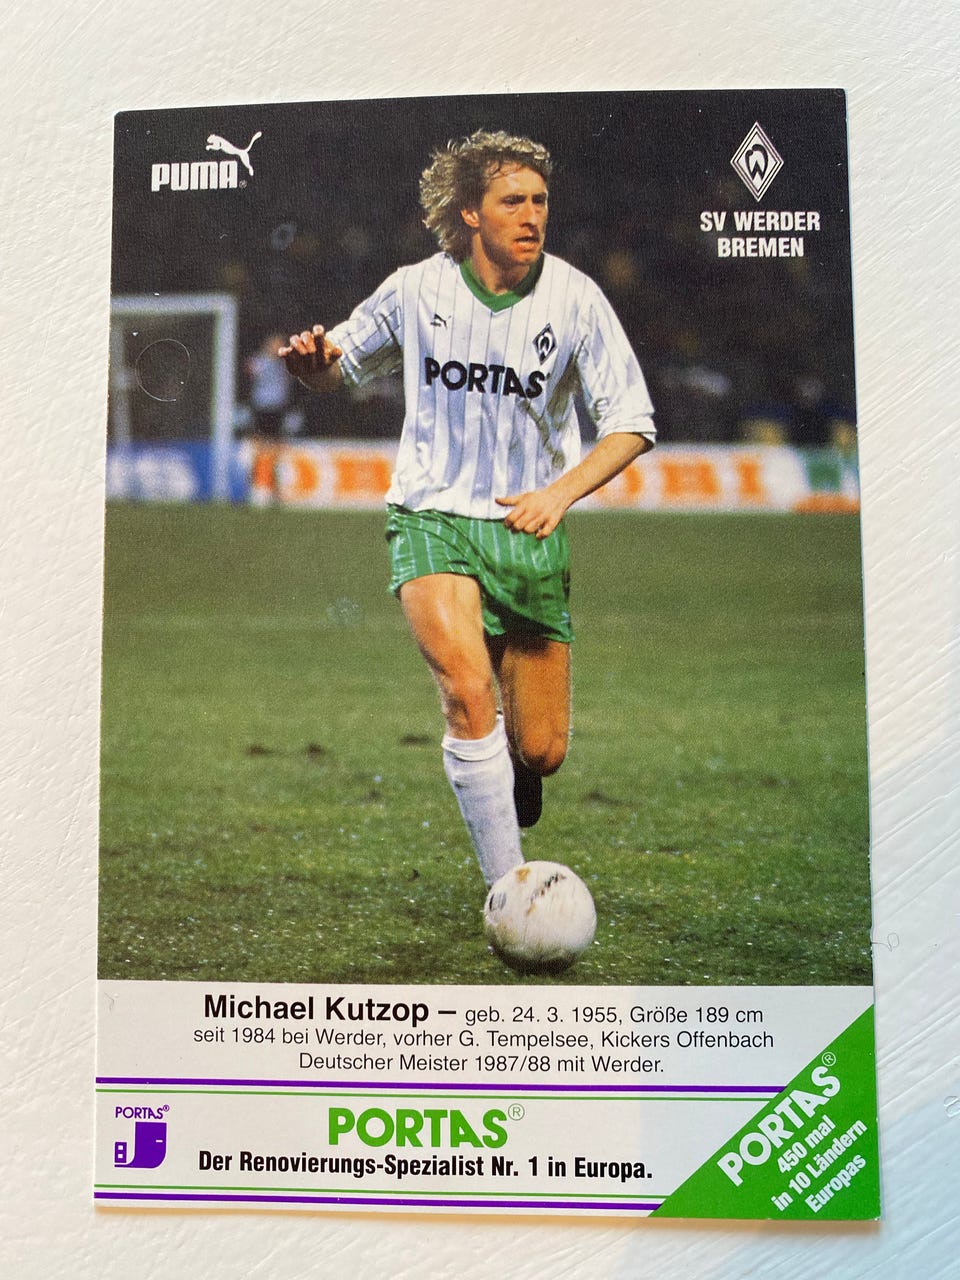 PUMA®
W
SV WERDER
BREMEN
PORTAS
Michael Kutzop – geb. 24. 3. 1955, Größe 189 cm
seit 1984 bei Werder, vorher G. Tempelsee, Kickers Offenbach
Deutscher Meister 1987/88 mit Werder.
PORTAS®
PORTAS®
Der Renovierungs-Spezialist Nr. 1 in Europa.
PORTAS®
450 mal
in 10 Ländern
Europas